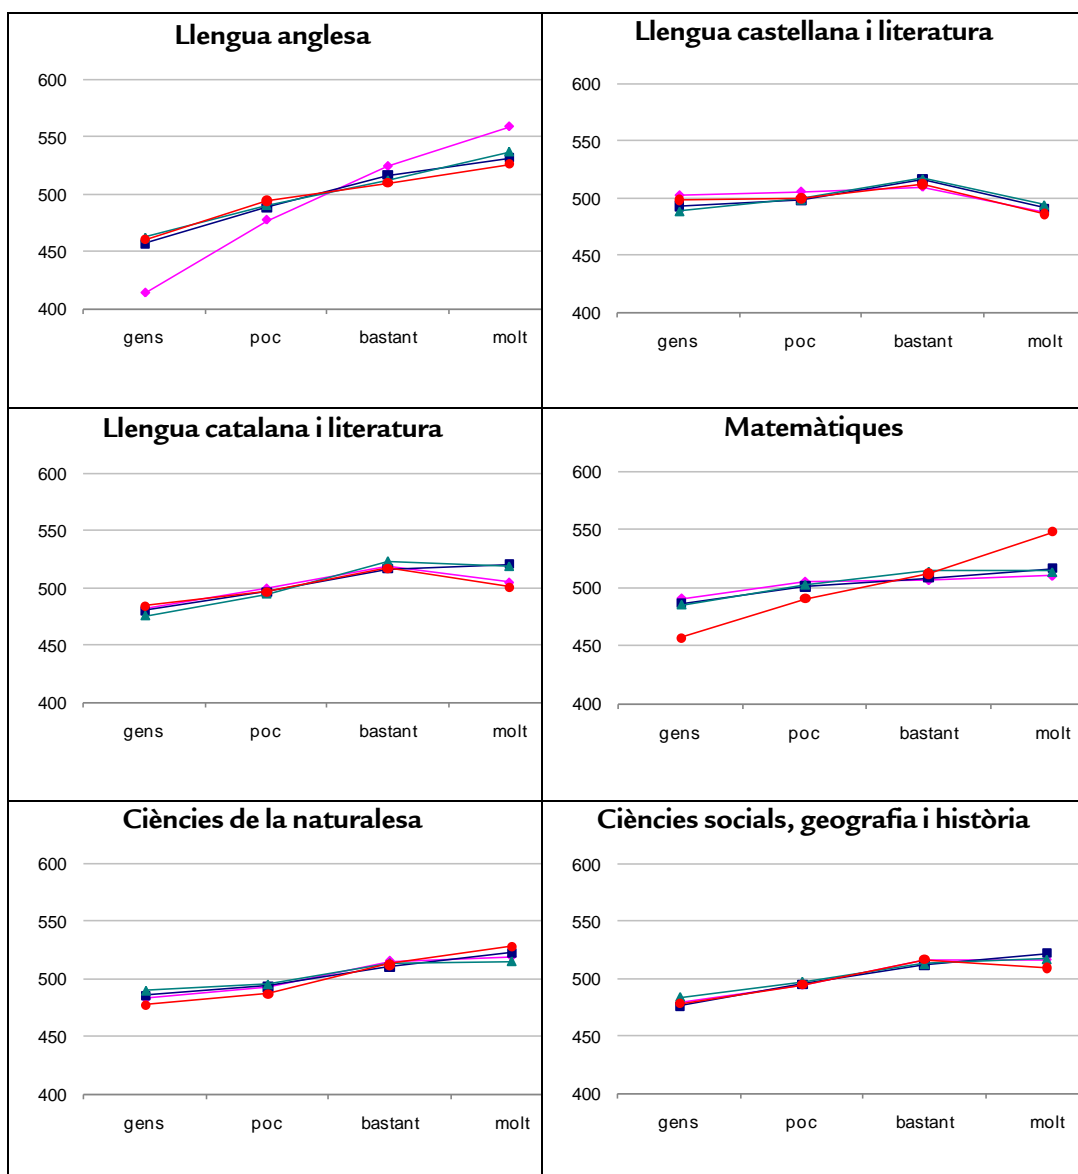 Llengua anglesa
600
550
500
450
400
gens poc bastant molt
Llengua castellana i literatura
600
550
500
450
400
gens poc bastant molt
Llengua catalana i literatura
600
550
500
450
400
gens poc bastant molt
Matemàtiques
600
550
500
450
400
gens poc bastant molt
Ciències de la naturalesa
600
550
500
450
400
gens poc bastant molt
Ciències socials, geografia i història
600
550
500
450
400
gens poc bastant molt